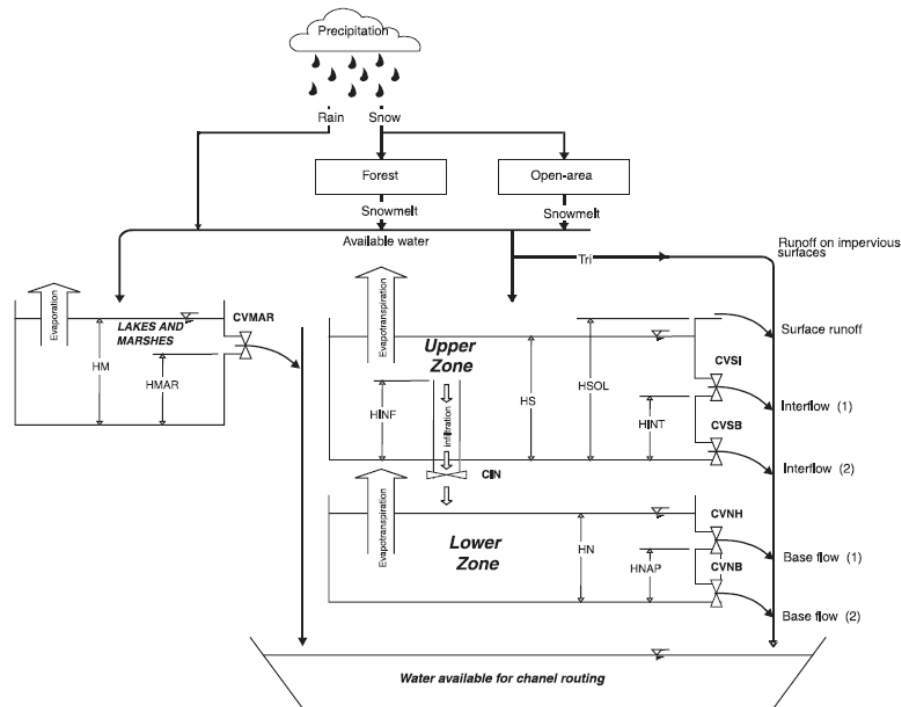 Precipitation
Rain
Snow
Forest
Open-area
Snowmelt
Snowmelt
Available water
Runoff on impervious
surfaces
Tri
Evaporation
LAKES AND
MARSHES
CVMAR
HM
HMAR
Evapotranspiration
Upper
Zone
HINF
infiltration
HS
HSOL
HINT
CVSI
CVSB
CIN
Surface runoff
Interflow (1)
Interflow (2)
Evapotranspiration
Lower
Zone
HN
HNAP
CVNH
CVNB
Base flow (1)
Base flow (2)
Water available for chanel routing